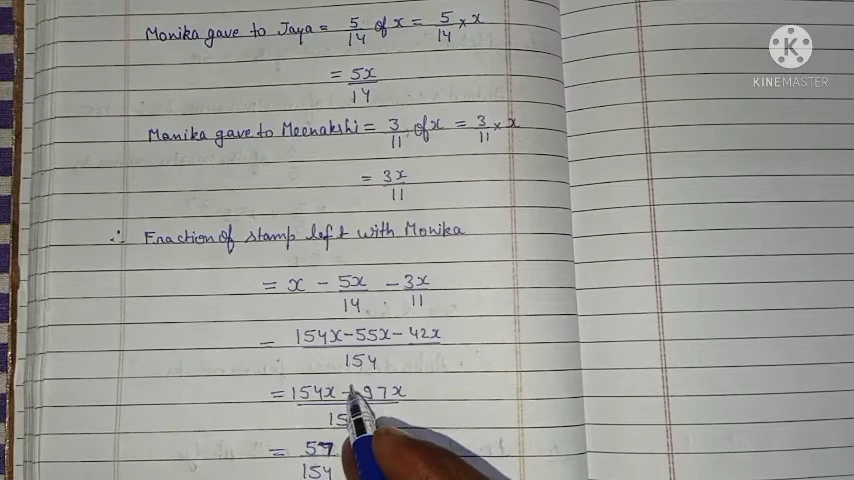 Monika gave to Jaya = 5/14 of x = 5/14 × x
= 5x/14
K
KINEMASTER
Manika gave to Meenakshi = 3/11 of x = 3/11 × x
= 3x/11
∴ Fraction of stamp left with Monika
= x - 5x/14 - 3x/11
= 154x-55x-42x/154
= 154x - 97x/15
= 57/154